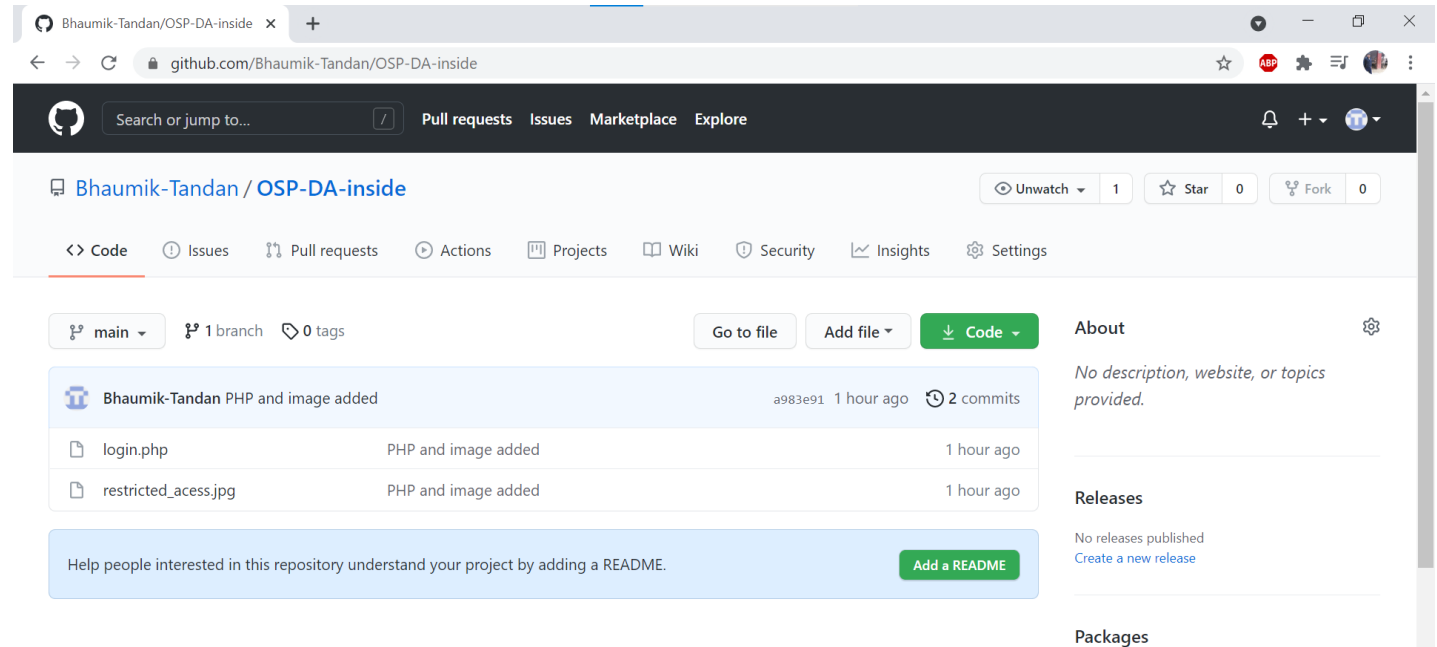 Bhaumik-Tandan/OSP-DA-inside
github.com/Bhaumik-Tandan/OSP-DA-inside
ABP
Search or jump to... /
Pull requests Issues Marketplace Explore
Bhaumik-Tandan / OSP-DA-inside
Unwatch 1 Star 0 Fork 0
Code Issues Pull requests Actions Projects Wiki Security Insights Settings
main 1 branch 0 tags
Go to file Add file Code
Bhaumik-Tandan PHP and image added a983e91 1 hour ago 2 commits
login.php PHP and image added 1 hour ago
restricted_acess.jpg PHP and image added 1 hour ago
Help people interested in this repository understand your project by adding a README. Add a README
About
No description, website, or topics
provided.
Releases
No releases published
Create a new release
Packages